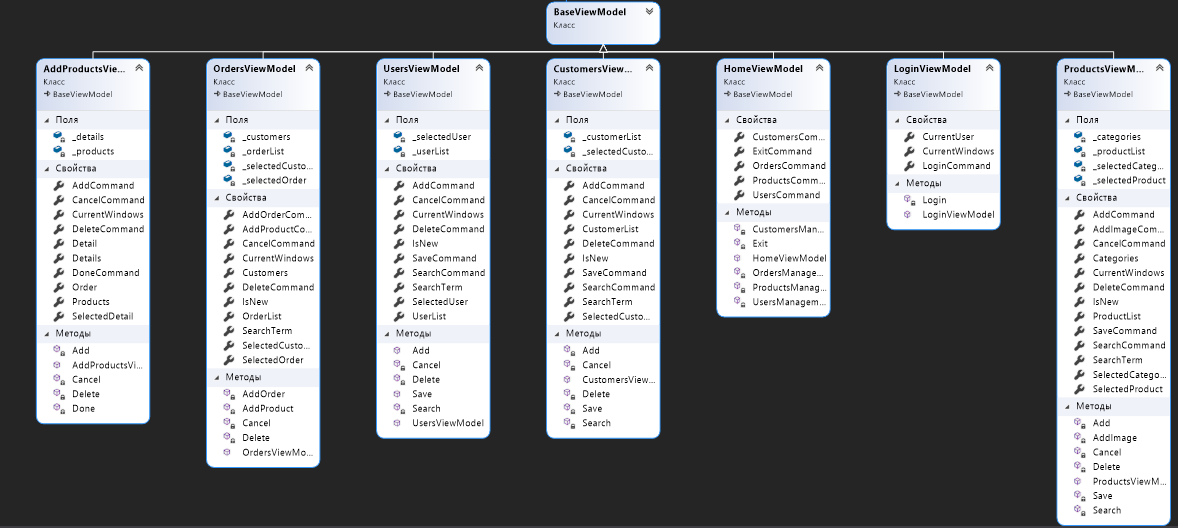 BaseViewModel
Класс
AddProductsVie...
Класс
BaseViewModel
Поля
_details
_products
Свойства
AddCommand
CancelCommand
CurrentWindows
DeleteCommand
Detail
Details
DoneCommand
Order
Products
SelectedDetail
Методы
Add
AddProductsVi...
Cancel
Delete
Done
OrdersViewModel
Класс
BaseViewModel
Поля
_customers
_orderList
_selectedCusto...
_selectedOrder
Свойства
AddOrderCom...
AddProductCo...
CancelCommand
CurrentWindows
Customers
DeleteCommand
IsNew
OrderList
SearchTerm
SelectedCusto...
SelectedOrder
Методы
AddOrder
AddProduct
Cancel
Delete
OrdersViewMo...
UsersViewModel
Класс
BaseViewModel
Поля
_selectedUser
_userList
Свойства
AddCommand
CancelCommand
CurrentWindows
DeleteCommand
IsNew
SaveCommand
SearchCommand
SearchTerm
SelectedUser
UserList
Методы
Add
Cancel
Delete
Save
Search
UsersViewModel
CustomersView...
Класс
BaseViewModel
Поля
_customerList
_selectedCusto...
Свойства
AddCommand
CancelCommand
CurrentWindows
CustomerList
DeleteCommand
IsNew
SaveCommand
SearchCommand
SearchTerm
SelectedCusto...
Методы
Add
Cancel
CustomersView...
Delete
Save
Search
HomeViewModel
Класс
BaseViewModel
Свойства
CustomersCom...
ExitCommand
OrdersCommand
ProductsComm...
UsersCommand
Методы
CustomersMan...
Exit
HomeViewModel
OrdersManage...
ProductsManag...
UsersManagem...
LoginViewModel
Класс
BaseViewModel
Свойства
CurrentUser
CurrentWindows
LoginCommand
Методы
Login
LoginViewModel
ProductsViewM...
Класс
BaseViewModel
Поля
_categories
_productList
_selectedCateg...
_selectedProduct
Свойства
AddCommand
AddImageCom...
CancelCommand
Categories
CurrentWindows
DeleteCommand
IsNew
ProductList
SaveCommand
SearchCommand
SearchTerm
SelectedCatego...
SelectedProduct
Методы
Add
AddImage
Cancel
Delete
ProductsViewM...
Save
Search